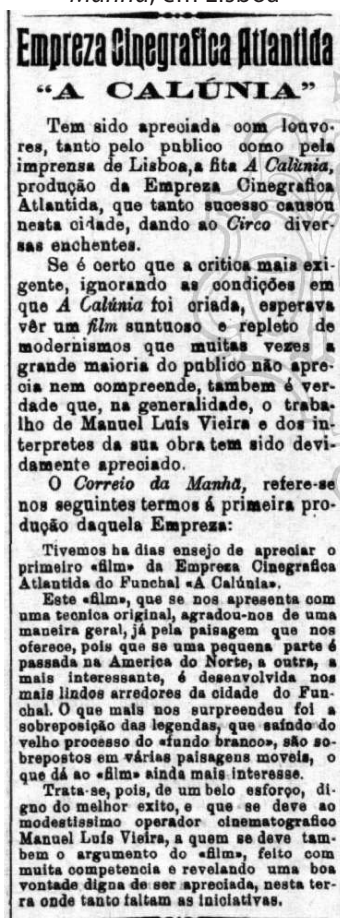 Manhã, em Lisboa
Empreza Cinegrafica Atlantida
“A CALÚNIA”
Tem sido apreciada com louvo-
res, tanto pelo publico como pela
imprensa de Lisboa,a fita A Calùnia,
produção da Empreza Cinegrafica
Atlantida, que tanto sucesso causou
nesta cidade, dando ao Circo diver-
sas enchentes.
Se é certo que a critica mais exi-
gente, ignorando as condições em
que A Calúnia foi criada, esperava
vêr um film suntuoso e repleto de
modernismos que muitas vezes a
grande maioria do publico não apre-
cia nem compreende, tambem é ver-
dade que, na generalidade, o traba-
lho de Manuel Luís Vieira e dos in-
terpretes da sua obra tem sido devi-
damente apreciado.
O Correio da Manhã, refere-se
nos seguintes termos á primeira pro-
dução daquela Empreza:
Tivemos ha dias ensejo de apreciar o
primeiro «film» da Empreza Cinegrafica
Atlantida do Funchal «A Calúnia».
Este «film», que se nos apresenta com
uma tecnica original, agradou-nos de uma
maneira geral, já pela paisagem que nos
oferece, pois que se uma pequena parte é
passada na America do Norte, a outra, a
mais interessante, é desenvolvida nos
mais lindos arredores da cidade do Fun-
chal. O que mais nos surpreendeu foi a
sobreposição das legendas, que saíndo do
velho processo do «fundo branco», são so-
brepostos em várias paisagens moveis, o
que dá ao «film» ainda mais interesse.
Trata-se, pois, de um belo esforço, di-
gno do melhor exito, e que se deve ao
modestissimo operador cinematografico
Manuel Luís Vieira, a quem se deve tam-
bem o argumento do «film», feito com
muita competencia e revelando uma boa
vontade digna de ser apreciada, nesta ter-
ra onde tanto faltam as iniciativas.